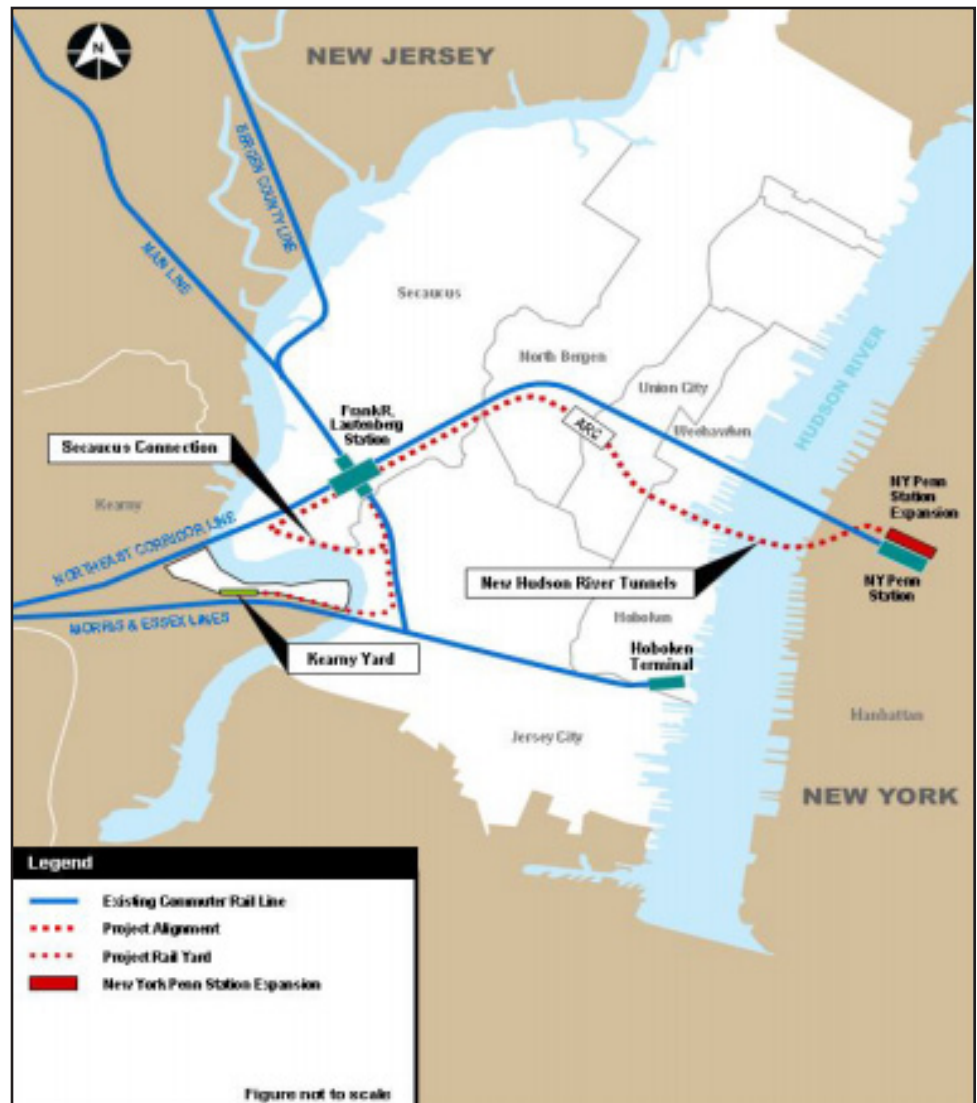 N
NEW JERSEY
BERGEN COUNTY LINE
MAIN LINE
Secaucus
North Bergen
Union City
HUDSON RIVER
Frank R.
Lautenberg
Station
ARC
Weehawken
Secaucus Connection
NY Penn
Station
Expansion
Kearny
NORTHEAST CORRIDOR LINE
New Hudson River Tunnels
NY Penn
Station
MORRIS & ESSEX LINES
Hoboken
Kearny Yard
Hoboken
Terminal
Manhattan
Jersey City
NEW YORK
Legend
Existing Commuter Rail Line
Project Alignment
Project Rail Yard
New York Penn Station Expansion
Figure not to scale